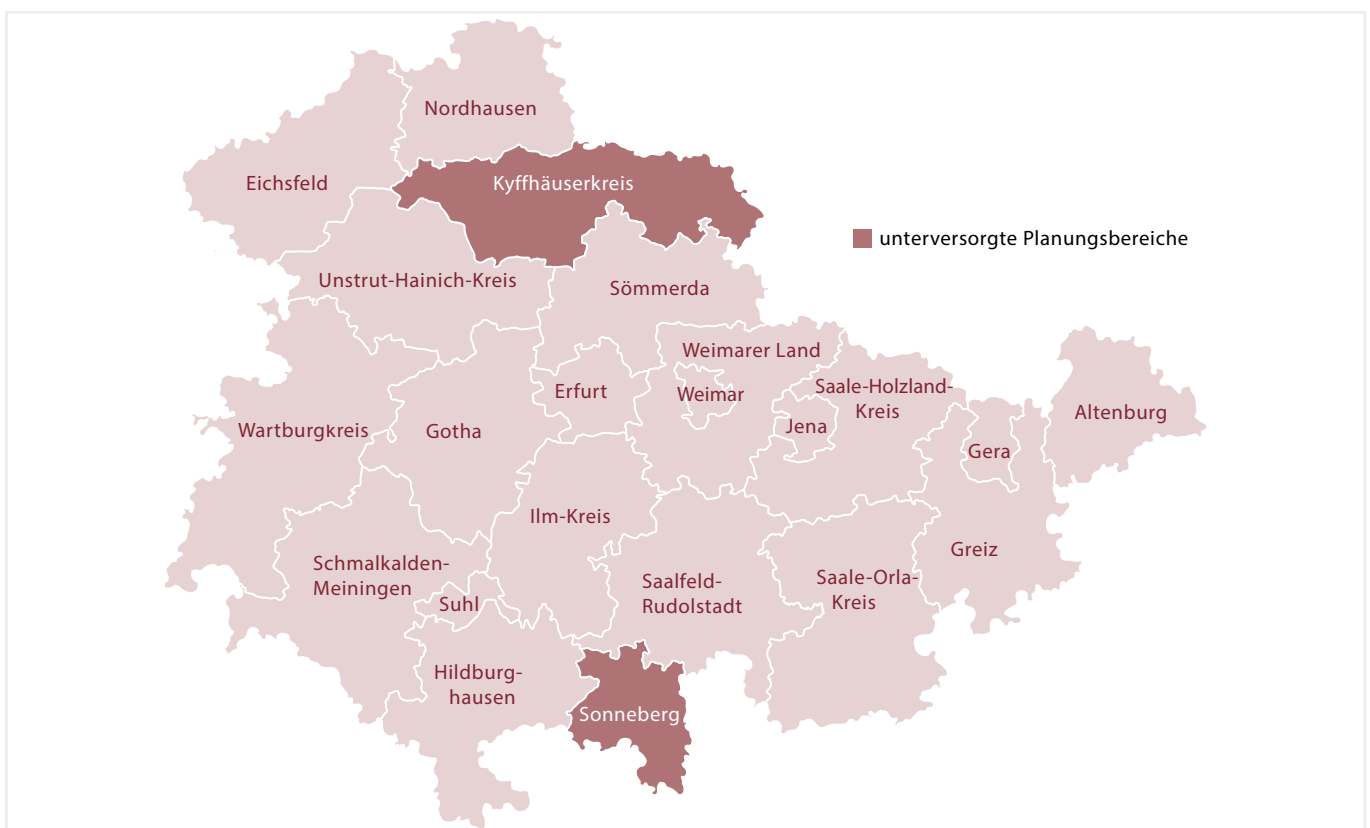 Nordhausen
Eichsfeld
Kyffhäuserkreis
unterversorgte Planungsbereiche
Unstrut-Hainich-Kreis
Sömmerda
Weimarer Land
Erfurt
Weimar
Saale-Holzland-
Kreis
Altenburg
Wartburgkreis
Gotha
Jena
Gera
Ilm-Kreis
Greiz
Schmalkalden-
Meiningen
Suhl
Saalfeld-
Rudolstadt
Saale-Orla-
Kreis
Hildburg-
hausen
Sonneberg